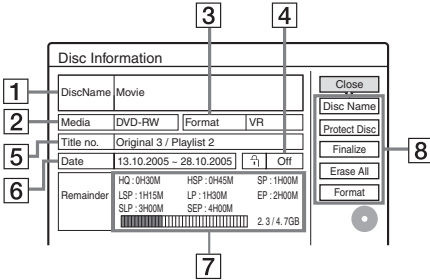 3
4
Disc Information
1
DiscName Movie
Close
Disc Name
2
Media DVD-RW Format VR
Protect Disc
5
Title no. Original 3 / Playlist 2
Finalize
8
6
Date 13.10.2005 ~ 28.10.2005 Off
Erase All
Remainder
HQ : 0H30M HSP : 0H45M SP : 1H00M
Format
LSP : 1H15M LP : 1H30M EP : 2H00M
SLP : 3H00M SEP : 4H00M
2. 3 / 4. 7GB
7